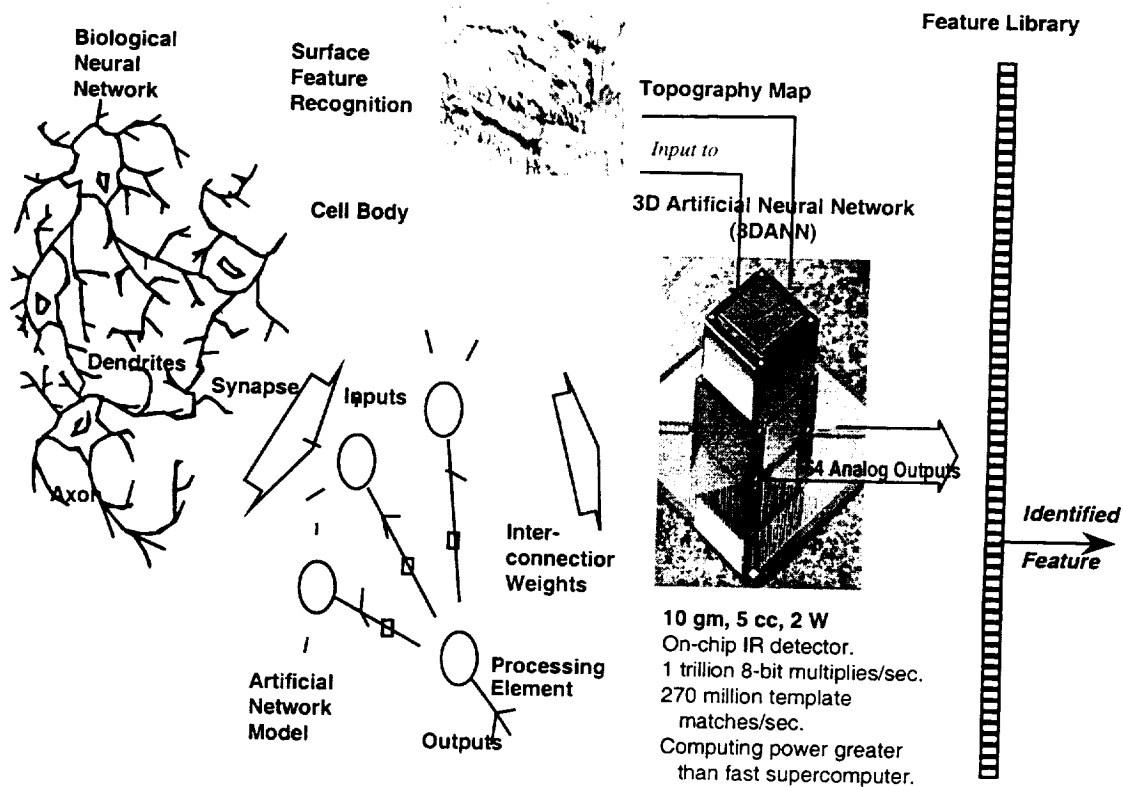 Biological
Neural
Network
Surface
Feature
Recognition
Topography Map
Input to
Feature Library
Cell Body
3D Artificial Neural Network
(3DANN)
Dendrites
Synapse
Axon
Inputs
64 Analog Outputs
Inter-
connection
Weights
Identified
Feature
10 gm, 5 cc, 2 W
On-chip IR detector.
1 trillion 8-bit multiplies/sec.
270 million template
matches/sec.
Computing power greater
than fast supercomputer.
Artificial
Network
Model
Processing
Element
Outputs